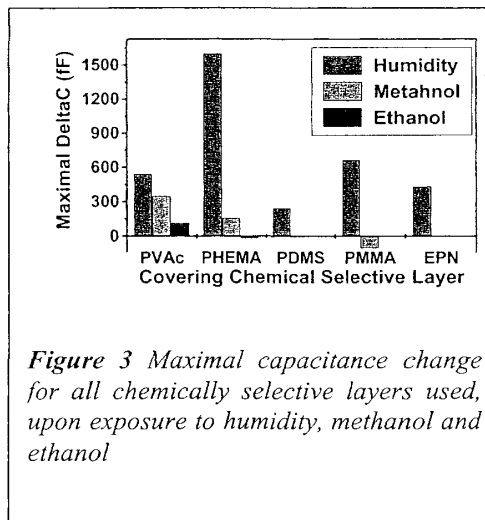 Maximal DeltaC (fF)
1500
1200
900
600
300
0
Humidity
Metahnol
Ethanol
PVAc PHEMA PDMS PMMA EPN
Covering Chemical Selective Layer
Figure 3 Maximal capacitance change
for all chemically selective layers used,
upon exposure to humidity, methanol and
ethanol